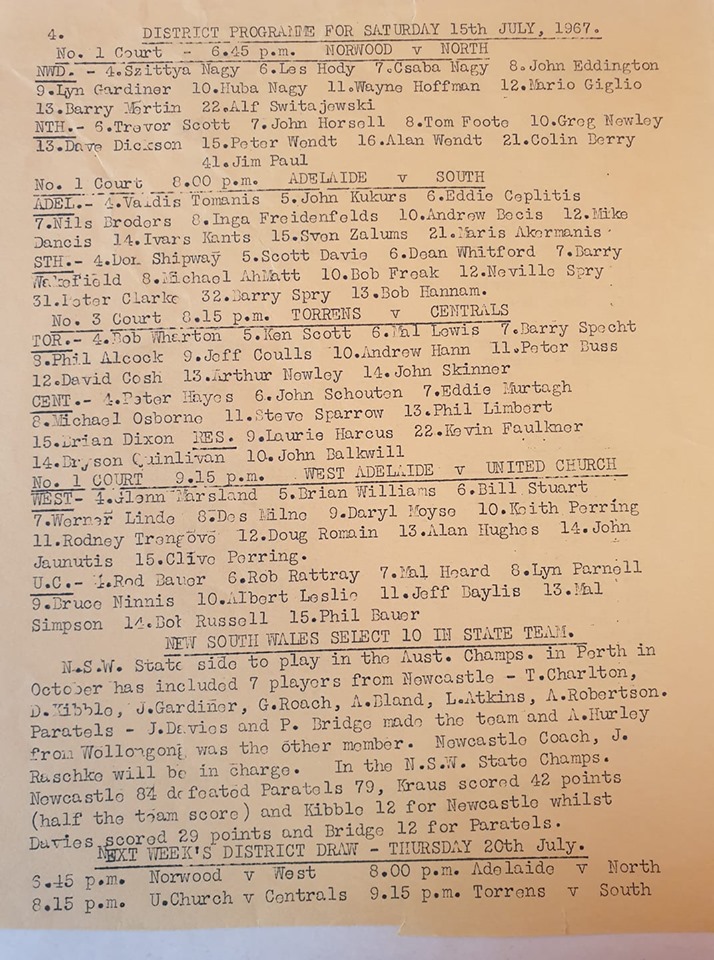 4. DISTRICT PROGRAMME FOR SATURDAY 15th JULY, 1967.
No. 1 Court - 6.45 p.m. NORWOOD v NORTH
NWD. - 4.Szittya Nagy 6.Les Hody 7.Csaba Nagy 8.John Eddington
9.Lyn Gardiner 10.Huba Nagy 11.Wayne Hoffman 12.Mario Giglio
13.Barry Martin 22.Alf Switajewski
NTH.- 6.Trevor Scott 7.John Horsell 8.Tom Foote 10.Greg Newley
13.Dave Dickson 15.Peter Wendt 16.Alan Wendt 21.Colin Berry
41.Jim Paul
No. 1 Court 8.00 p.m. ADELAIDE v SOUTH
ADEL.- 4.Valdis Tomanis 5.John Kukurs 6.Eddie Ceplitis
7.Nils Broders 8.Inga Freidenfelds 10.Andrew Becis 12.Mike
Dancis 14.Ivars Kants 15.Sven Zalums 21.Maris Akermanis
STH.- 4.Don Shipway 5.Scott Davie 6.Dean Whitford 7.Barry
Wakefield 8.Michael AhMatt 10.Bob Freak 12.Neville Spry
31.Peter Clarke 32.Barry Spry 13.Bob Hannam.
No. 3 Court 8.15 p.m. TORRENS v CENTRALS
TOR.- 4.Bob Wharton 5.Ken Scott 6.Mal Lewis 7.Barry Specht
8.Phil Alcock 9.Jeff Coulls 10.Andrew Hann 11.Peter Buss
12.David Cosh 13.Arthur Newley 14.John Skinner
CENT.- 4.Peter Hayes 6.John Schouten 7.Eddie Murtagh
8.Michael Osborne 11.Steve Sparrow 13.Phil Limbert
15.Brian Dixon RES. 9.Laurie Harcus 22.Kevin Faulkner
14.Bryson Quinlivan 10.John Balkwill
No. 1 COURT 9.15 p.m. WEST ADELAIDE v UNITED CHURCH
WEST- 4.Glenn Marsland 5.Brian Williams 6.Bill Stuart
7.Werner Linde 8.Des Milne 9.Daryl Moyse 10.Keith Perring
11.Rodney Trengove 12.Doug Romain 13.Alan Hughes 14.John
Jaunutis 15.Clive Perring.
U.C.- 4.Rod Bauer 6.Rob Rattray 7.Mal Heard 8.Lyn Parnell
9.Bruce Ninnis 10.Albert Leslie 11.Jeff Baylis 13.Mal
Simpson 14.Bob Russell 15.Phil Bauer
NEW SOUTH WALES SELECT 10 IN STATE TEAM.
N.S.W. State side to play in the Aust. Champs. in Perth in
October has included 7 players from Newcastle - T.Charlton,
D.Kibble, J.Gardiner, G.Roach, A.Bland, L.Atkins, A.Robertson.
Paratels - J.Davies and P. Bridge made the team and A.Hurley
from Wollongong was the other member. Newcastle Coach, J.
Raschke will be in charge. In the N.S.W. State Champs.
Newcastle 84 defeated Paratels 79, Kraus scored 42 points
(half the team score) and Kibble 12 for Newcastle whilst
Davies scored 29 points and Bridge 12 for Paratels.
NEXT WEEK'S DISTRICT DRAW - THURSDAY 20th July.
6.45 p.m. Norwood v West 8.00 p.m. Adelaide v North
8.15 p.m. U.Church v Centrals 9.15 p.m. Torrens v South